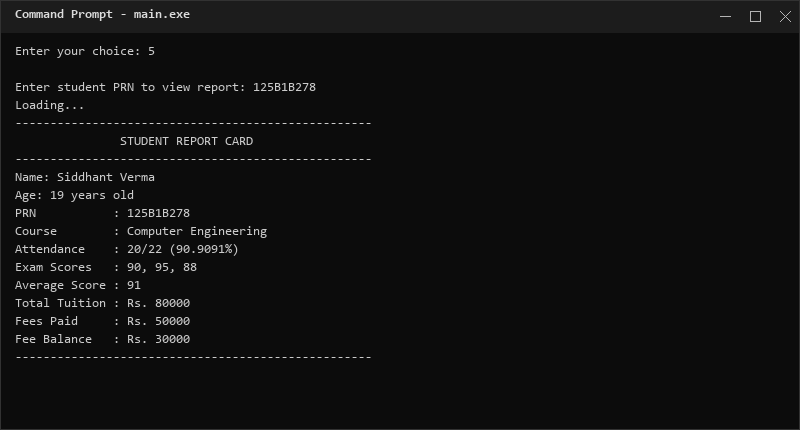 Command Prompt - main.exe
Enter your choice: 5
Enter student PRN to view report: 125B1B278
Loading...
---------------------------------------------------
STUDENT REPORT CARD
---------------------------------------------------
Name: Siddhant Verma
Age: 19 years old
PRN           : 125B1B278
Course        : Computer Engineering
Attendance    : 20/22 (90.9091%)
Exam Scores   : 90, 95, 88
Average Score : 91
Total Tuition : Rs. 80000
Fees Paid     : Rs. 50000
Fee Balance   : Rs. 30000
---------------------------------------------------